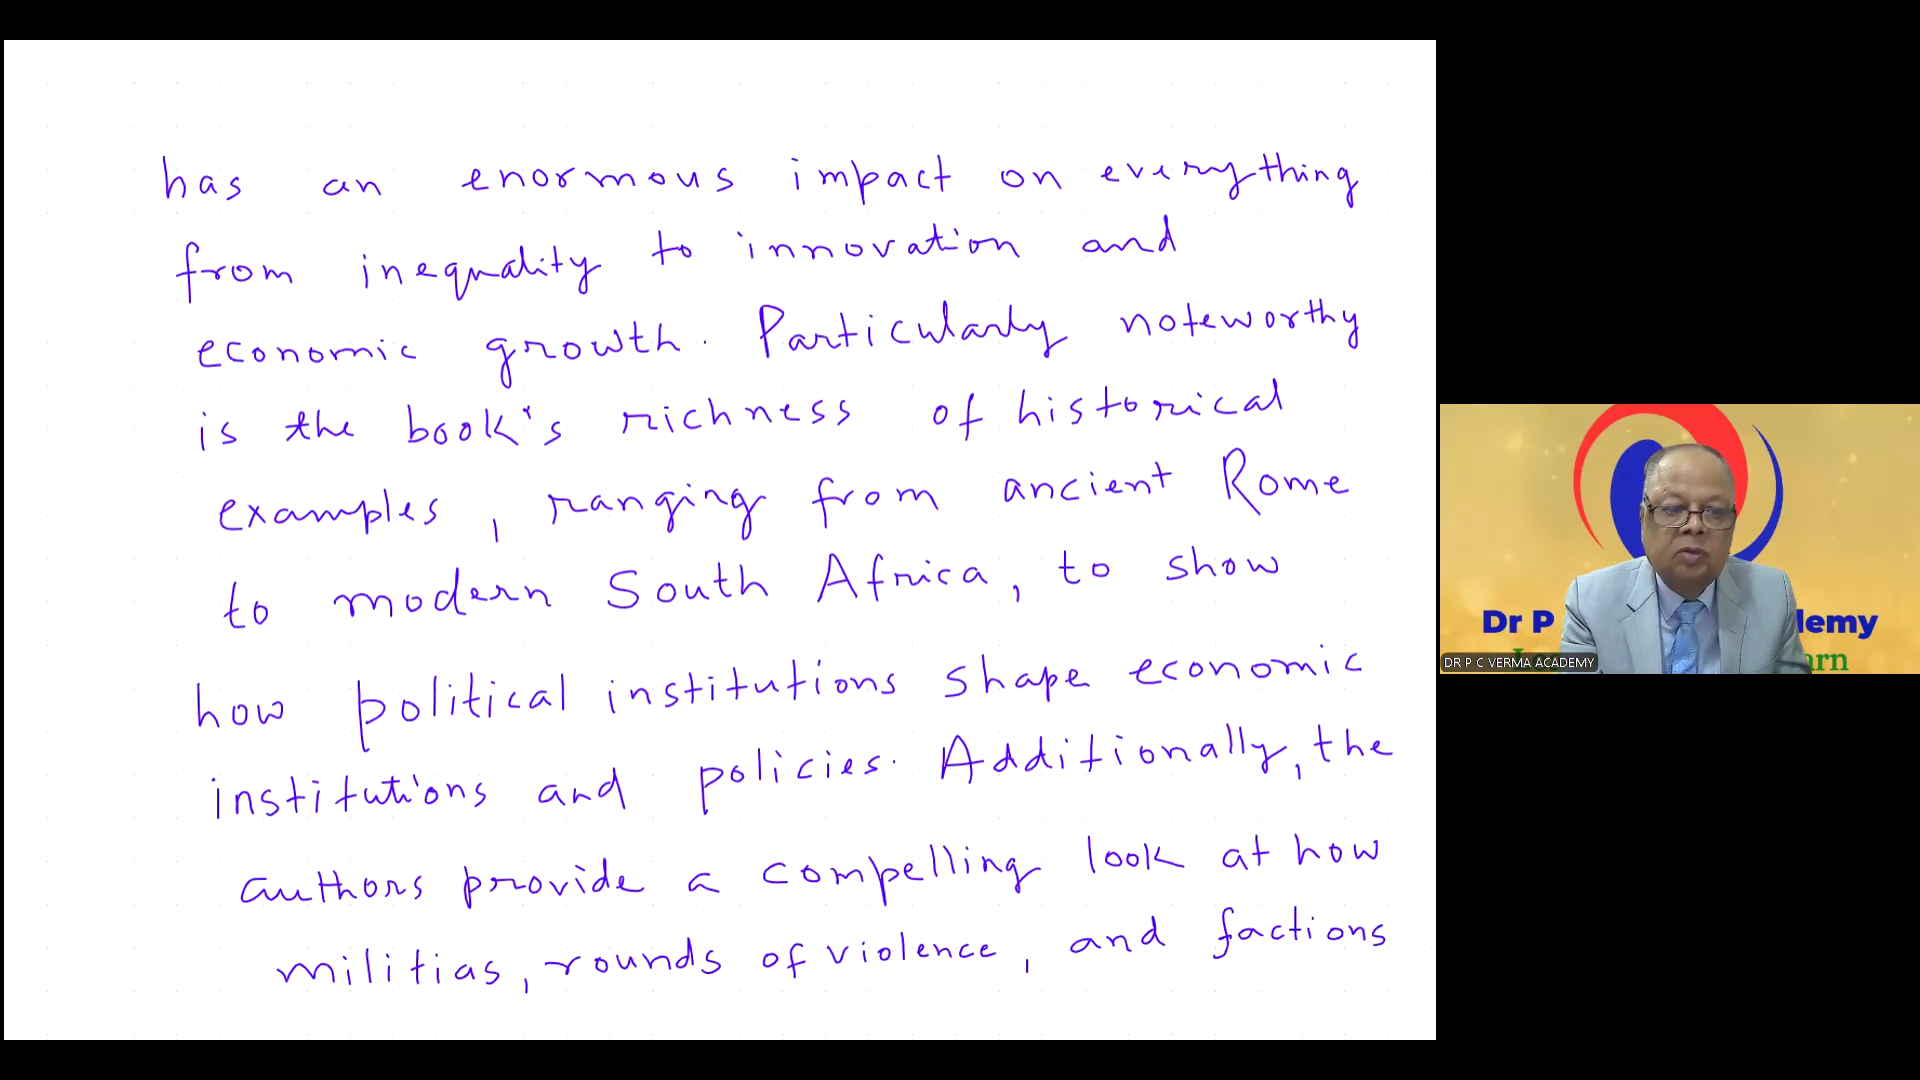 has an enormous impact on everything
from inequality to innovation and
economic growth. Particularly noteworthy
is the book's richness of historical
examples, ranging from ancient Rome
to modern South Africa, to show
how political institutions shape economic
institutions and policies. Additionally, the
authors provide a compelling look at how
militias, rounds of violence, and factions
Dr P demy
arn
DR P C VERMA ACADEMY